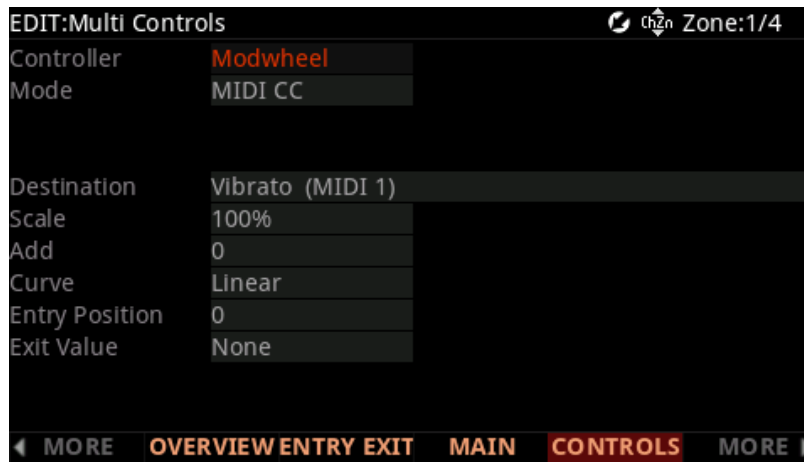 EDIT:Multi Controls ChZn Zone:1/4
Controller Modwheel
Mode MIDI CC
Destination Vibrato (MIDI 1)
Scale 100%
Add 0
Curve Linear
Entry Position 0
Exit Value None
MORE OVERVIEW ENTRY EXIT MAIN CONTROLS MORE